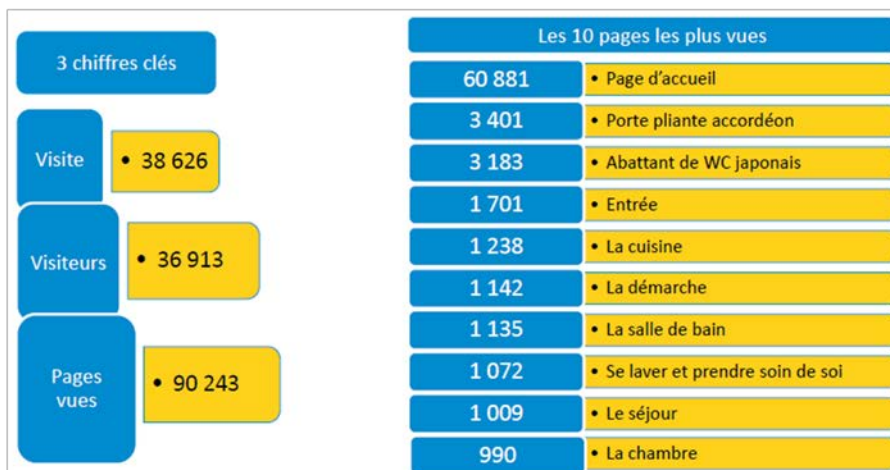 3 chiffres clés
Visite
• 38 626
Visiteurs
• 36 913
Pages
vues
• 90 243
Les 10 pages les plus vues
60 881 • Page d'accueil
3 401 • Porte pliante accordéon
3 183 • Abattant de WC japonais
1 701 • Entrée
1 238 • La cuisine
1 142 • La démarche
1 135 • La salle de bain
1 072 • Se laver et prendre soin de soi
1 009 • Le séjour
990 • La chambre